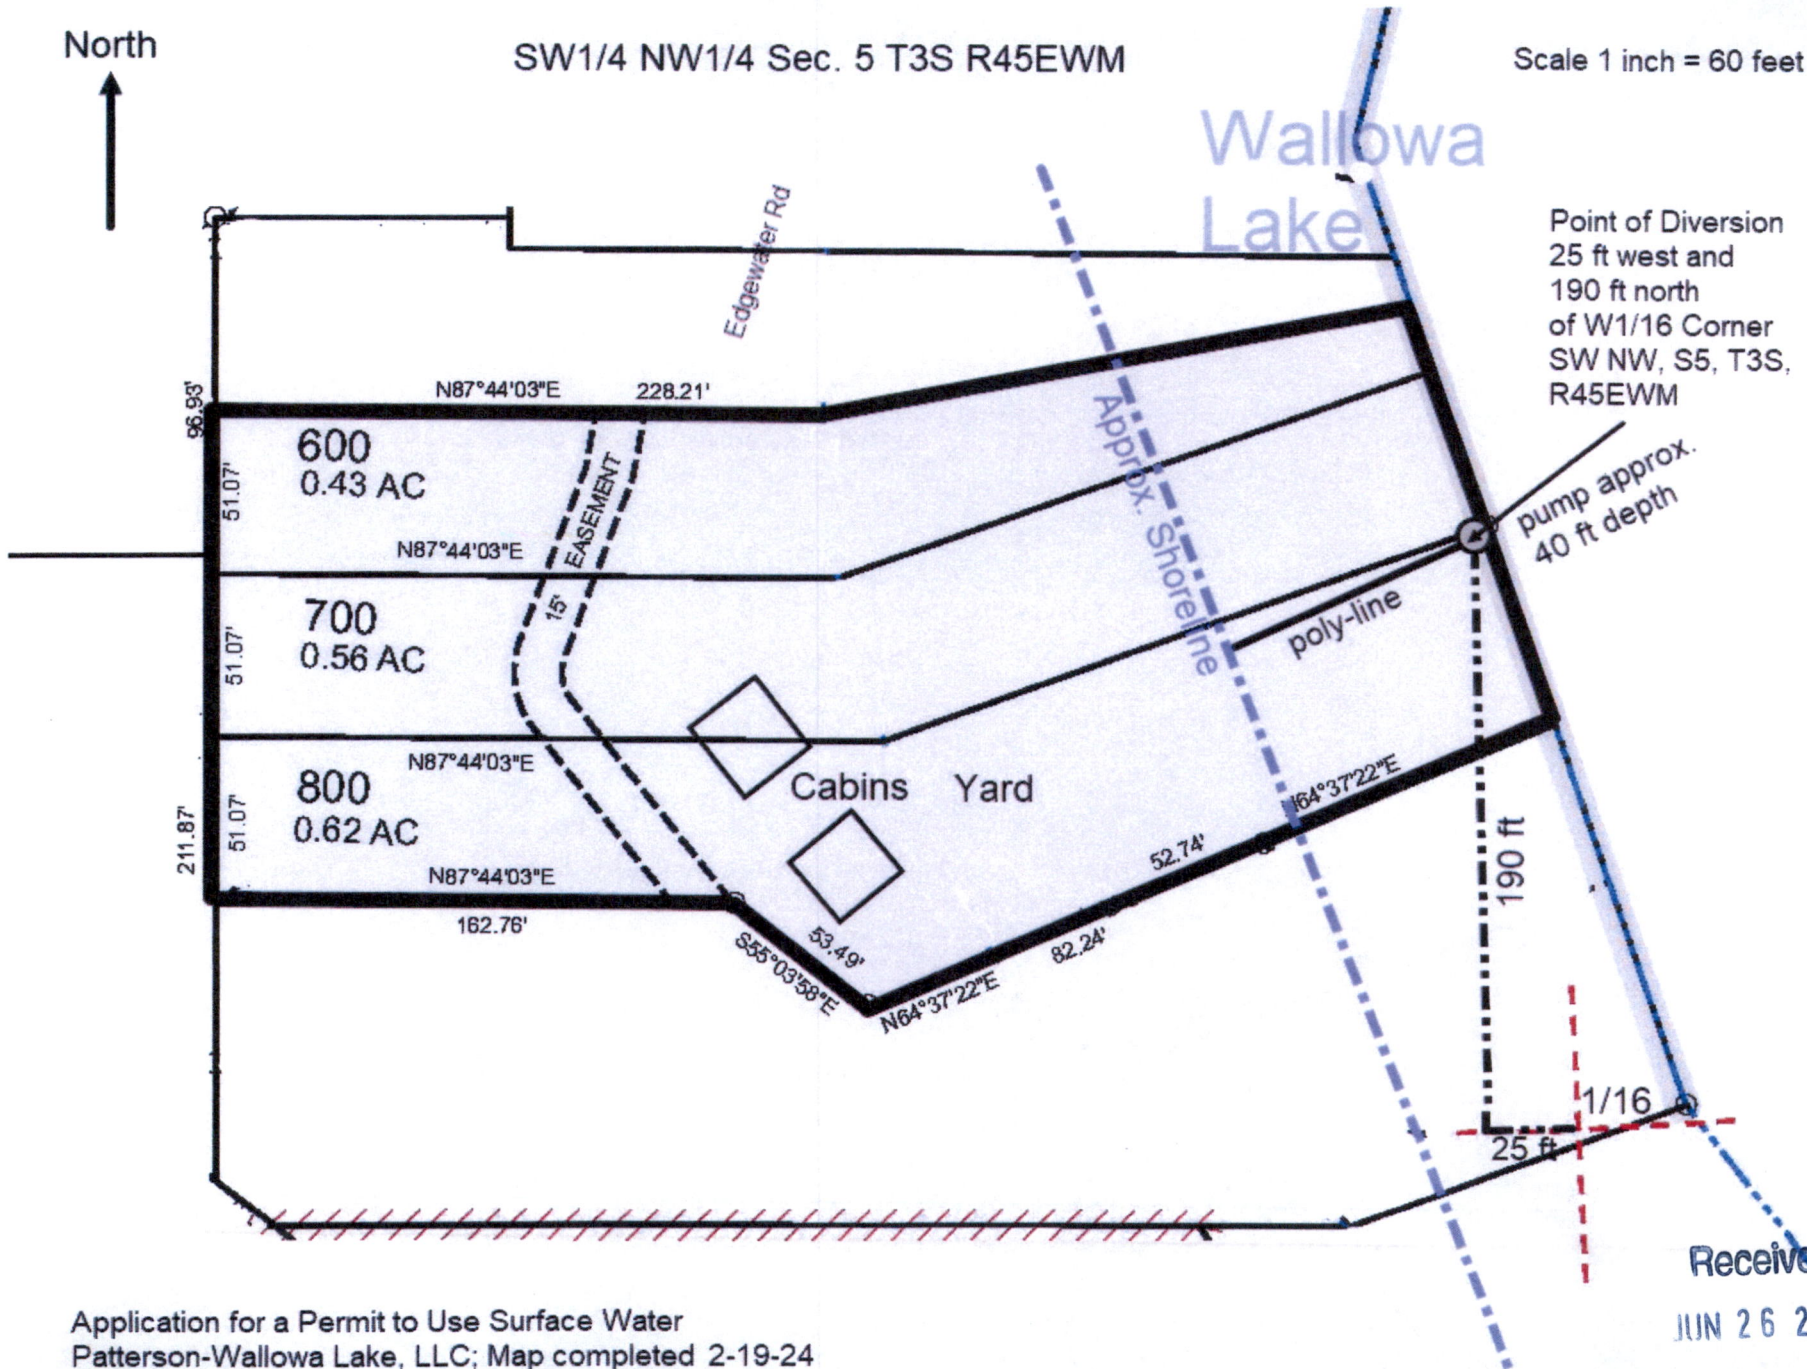 North
SW1/4 NW1/4 Sec. 5 T3S R45EWM
Scale 1 inch = 60 feet
Wallowa
Lake
Edgewater Rd
Point of Diversion
25 ft west and
190 ft north
of W1/16 Corner
SW NW, S5, T3S,
R45EWM
pump approx.
40 ft depth
96.93'
N87°44'03"E
228.21'
600
0.43 AC
51.07'
15' EASEMENT
Approx. Shoreline
N87°44'03"E
700
0.56 AC
51.07'
poly-line
N87°44'03"E
800
0.62 AC
51.07'
211.87'
Cabins
Yard
N87°44'03"E
162.76'
53.49'
S55°03'58"E
N64°37'22"E
82.24'
52.74'
N64°37'22"E
190 ft
25 ft
1/16
JUN 26 2
Application for a Permit to Use Surface Water
Patterson-Wallowa Lake, LLC; Map completed 2-19-24